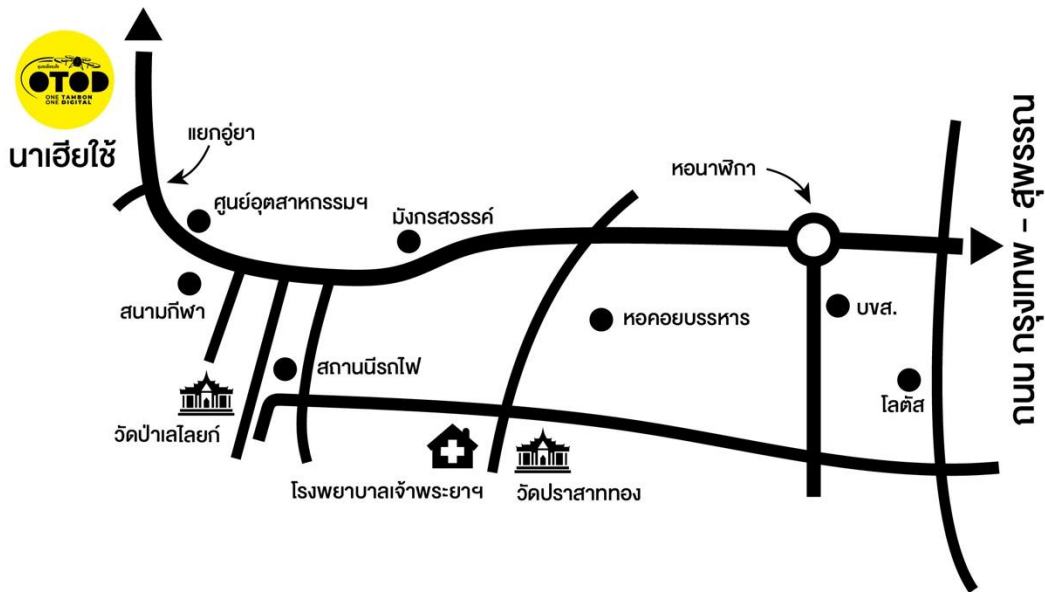 OTOD
ONE TAMBON
ONE DIGITAL
นาเฮียใช้
แยกอู่ยา
ศูนย์อุตสาหกรรมฯ
มังกรสวรรค์
หอนาฬิกา
ถนน กรุงเทพ - สุพรรณ
สนามกีฬา
หอคอยบรรหาร
บขส.
สถานนีรถไฟ
โลตัส
วัดป่าเลไลยก์
โรงพยาบาลเจ้าพระยาฯ
วัดปราสาททอง